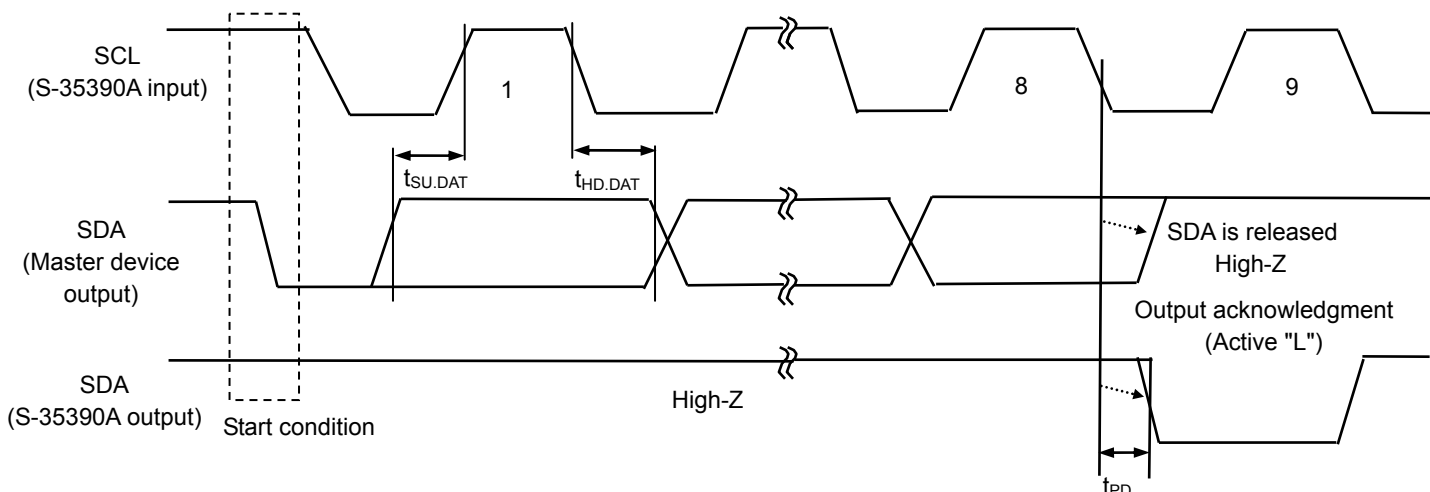 SCL
(S-35390A input)
1
8
9
tSU.DAT
tHD.DAT
SDA
(Master device
output)
SDA is released
High-Z
Output acknowledgment
(Active "L")
SDA
(S-35390A output)
High-Z
Start condition
tPD